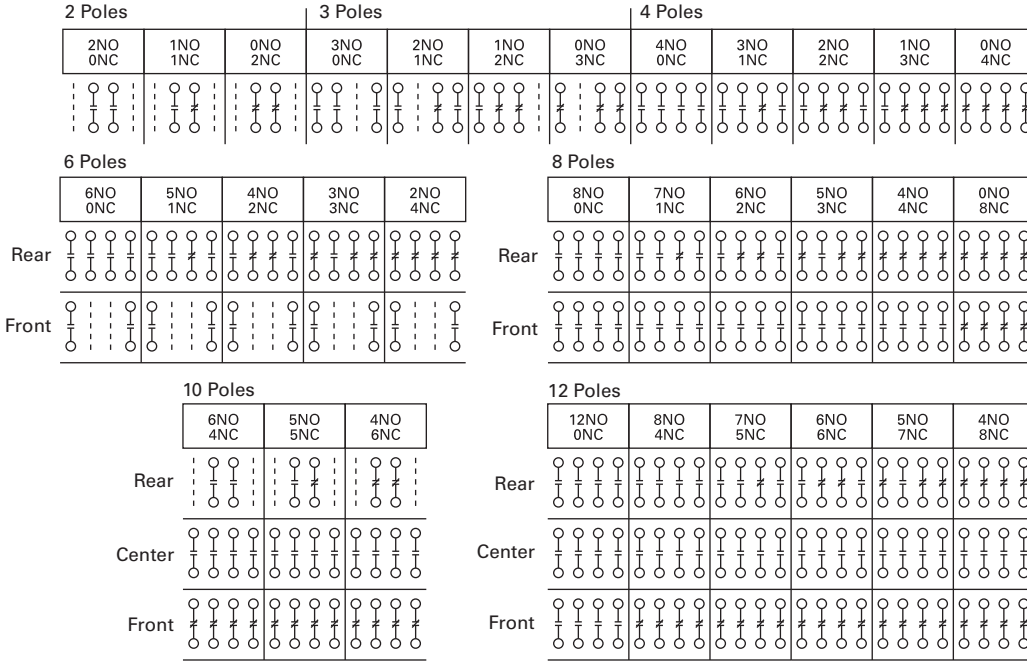 2 Poles 3 Poles 4 Poles
2NO 1NO 0NO 3NO 2NO 1NO 0NO 4NO 3NO 2NO 1NO 0NO
0NC 1NC 2NC 0NC 1NC 2NC 3NC 0NC 1NC 2NC 3NC 4NC
6 Poles 8 Poles
6NO 5NO 4NO 3NO 2NO 8NO 7NO 6NO 5NO 4NO 0NO
0NC 1NC 2NC 3NC 4NC 0NC 1NC 2NC 3NC 4NC 8NC
Rear Rear
Front Front
10 Poles 12 Poles
6NO 5NO 4NO 12NO 8NO 7NO 6NO 5NO 4NO
4NC 5NC 6NC 0NC 4NC 5NC 6NC 7NC 8NC
Rear Rear
Center Center
Front Front